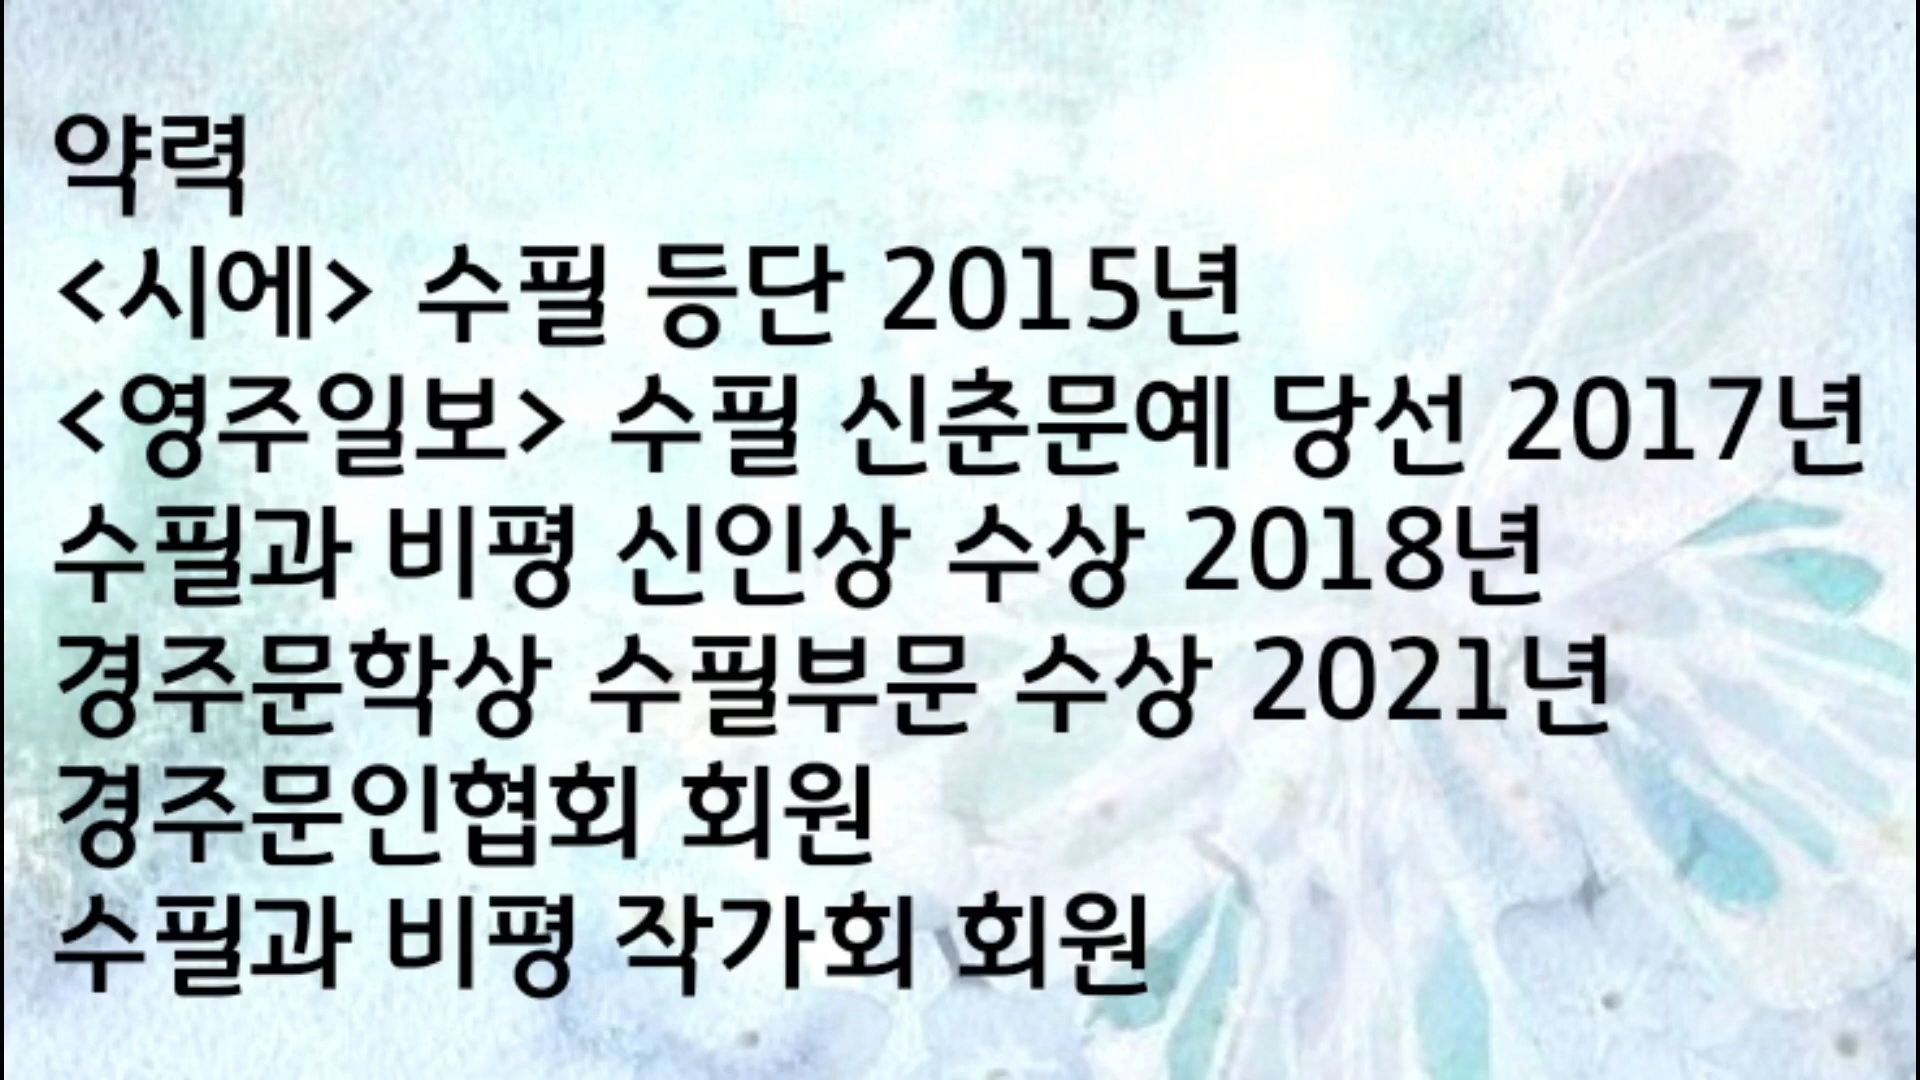 약력
<시에> 수필 등단 2015년
<영주일보> 수필 신춘문예 당선 2017년
수필과 비평 신인상 수상 2018년
경주문학상 수필부문 수상 2021년
경주문인협회 회원
수필과 비평 작가회 회원